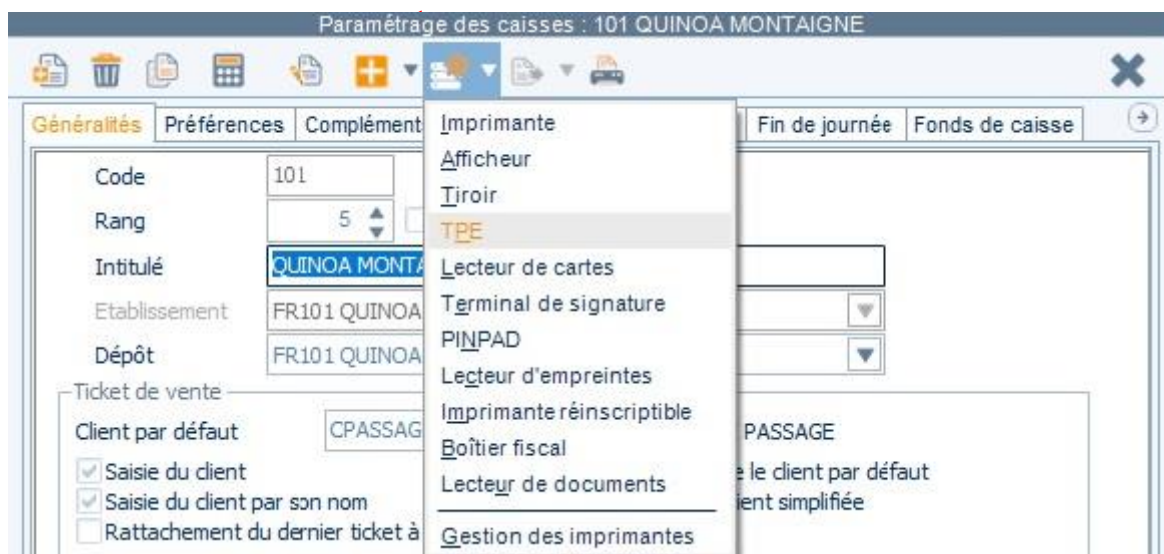 Paramétrage des caisses : 101 QUINOA MONTAIGNE
Généralités Préférences Complément Fin de journée Fonds de caisse
Imprimante
Afficheur
Tiroir
TPE
Lecteur de cartes
Terminal de signature
PINPAD
Lecteur d'empreintes
Imprimante réinscriptible
Boîtier fiscal
Lecteur de documents
Gestion des imprimantes
Code 101
Rang 5
Intitulé QUINOA MONTA
Etablissement FR101 QUINOA
Dépôt FR101 QUINOA
Ticket de vente
Client par défaut CPASSAG PASSAGE
Saisie du client le client par défaut
Saisie du client par son nom ient simplifiée
Rattachement du dernier ticket à